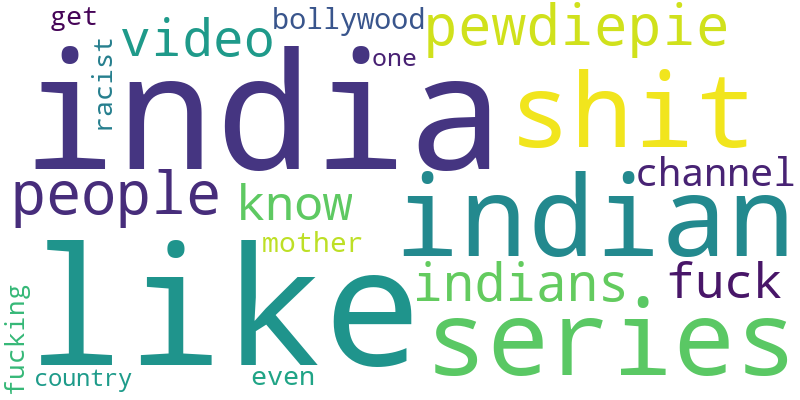 get
bollywood
pewdiepie
video
one
racist
india
shit
people
know
indian
channel
mother
like
indians
fuck
fucking
series
country
even